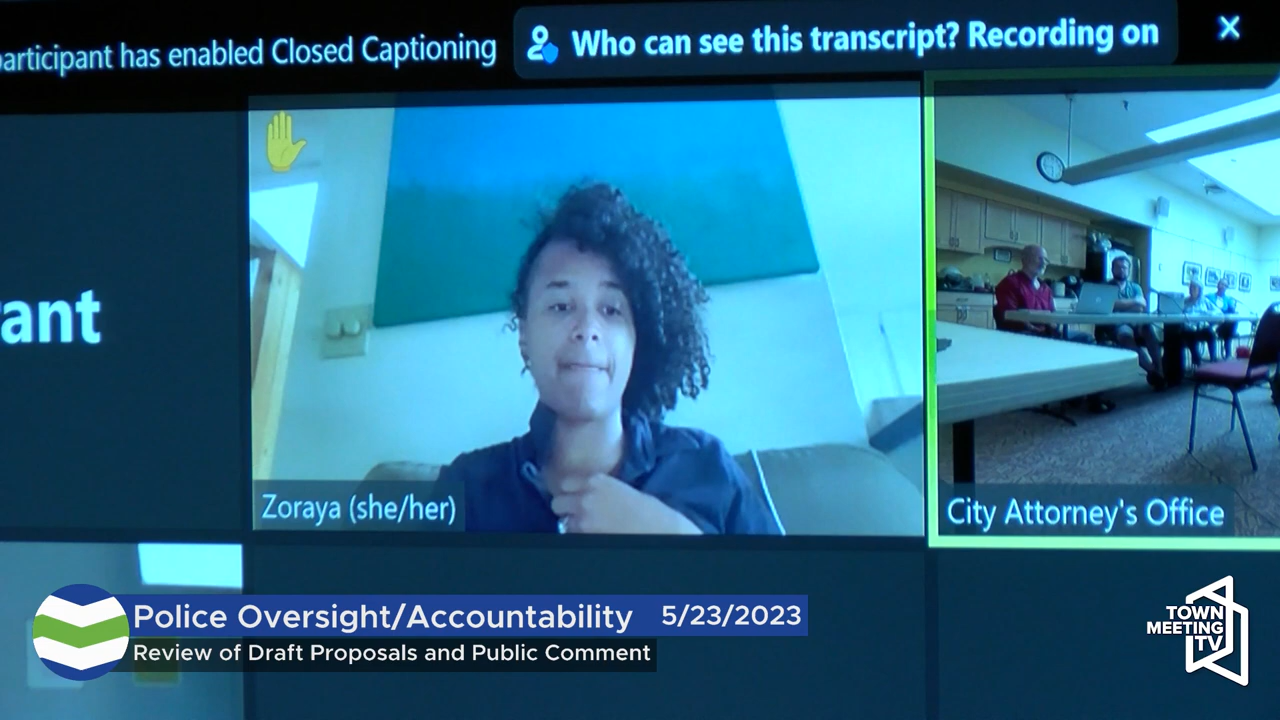 participant has enabled Closed Captioning
Who can see this transcript? Recording on
rant
Zoraya (she/her)
City Attorney's Office
Police Oversight/Accountability 5/23/2023
Review of Draft Proposals and Public Comment
TOWN
MEETING
TV